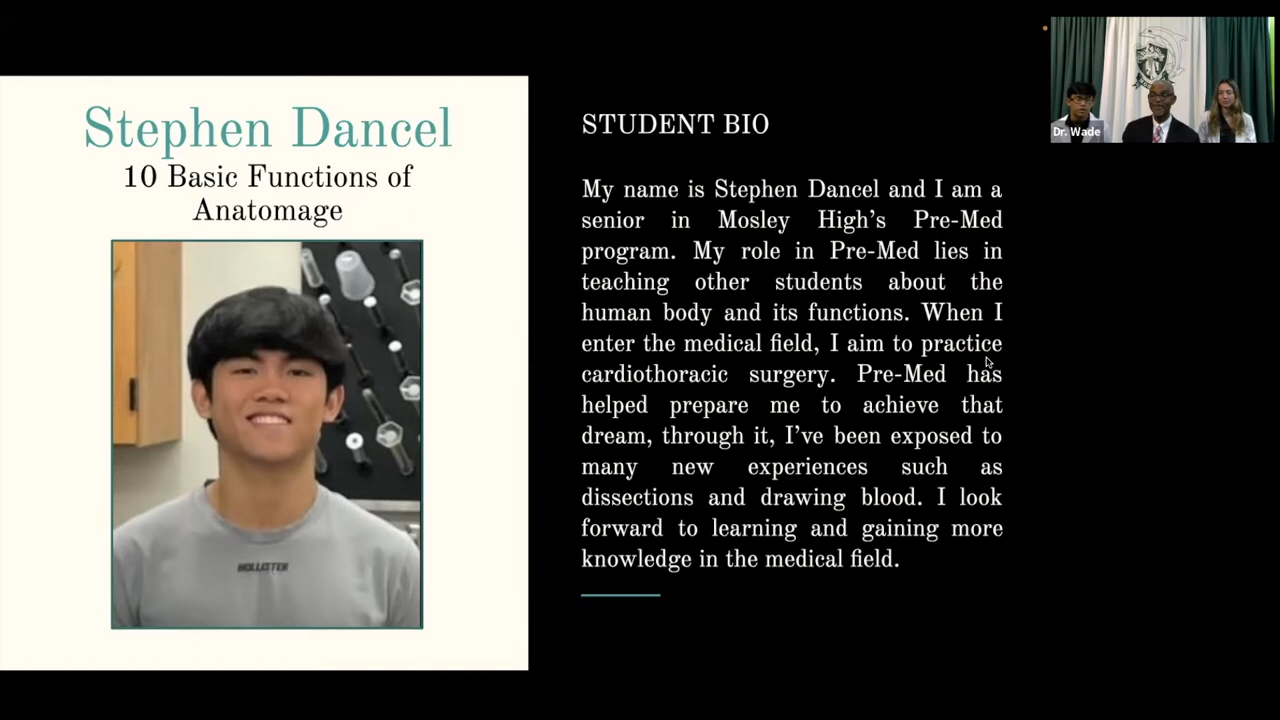 Stephen Dancel
10 Basic Functions of
Anatomage
HOLLISTER
STUDENT BIO
My name is Stephen Dancel and I am a
senior in Mosley High’s Pre-Med
program. My role in Pre-Med lies in
teaching other students about the
human body and its functions. When I
enter the medical field, I aim to practice
cardiothoracic surgery. Pre-Med has
helped prepare me to achieve that
dream, through it, I’ve been exposed to
many new experiences such as
dissections and drawing blood. I look
forward to learning and gaining more
knowledge in the medical field.
Dr. Wade